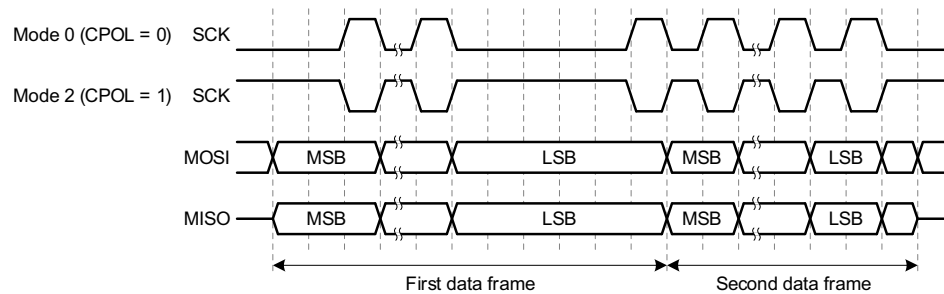 Mode 0 (CPOL = 0) SCK
Mode 2 (CPOL = 1) SCK
MOSI MSB LSB MSB LSB
MISO MSB LSB MSB LSB
First data frame Second data frame